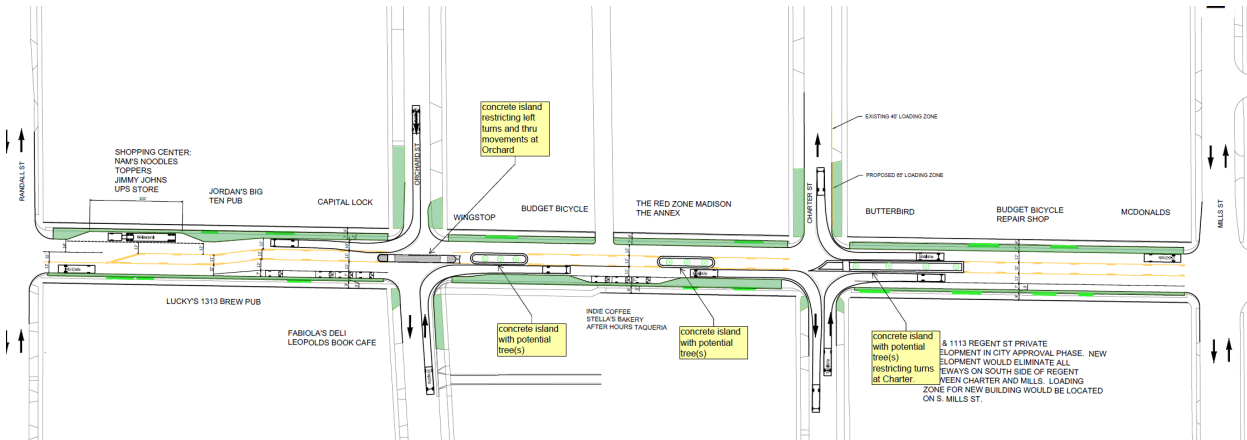 concrete island
restricting left
turns and thru
movements at
Orchard
EXISTING 40' LOADING ZONE
SHOPPING CENTER:
NAM'S NOODLES
TOPPERS
JIMMY JOHNS
UPS STORE
ORCHARD ST
RANDALL ST
PROPOSED 65' LOADING ZONE
JORDAN'S BIG
TEN PUB
CAPITAL LOCK
WINGSTOP
BUDGET BICYCLE
THE RED ZONE MADISON
THE ANNEX
CHARTER ST
BUTTERBIRD
BUDGET BICYCLE
REPAIR SHOP
MCDONALDS
MILLS ST
LUCKY'S 1313 BREW PUB
INDIE COFFEE
STELLA'S BAKERY
AFTER HOURS TAQUERIA
FABIOLA'S DELI
LEOPOLDS BOOK CAFE
concrete island
with potential
tree(s)
concrete island
with potential
tree(s)
concrete island
with potential
tree(s)
restricting turns
at Charter.
& 1113 REGENT ST PRIVATE
ELOPMENT IN CITY APPROVAL PHASE. NEW
ELOPMENT WOULD ELIMINATE ALL
EWAYS ON SOUTH SIDE OF REGENT
WEEN CHARTER AND MILLS. LOADING
ZONE FOR NEW BUILDING WOULD BE LOCATED
ON S. MILLS ST.